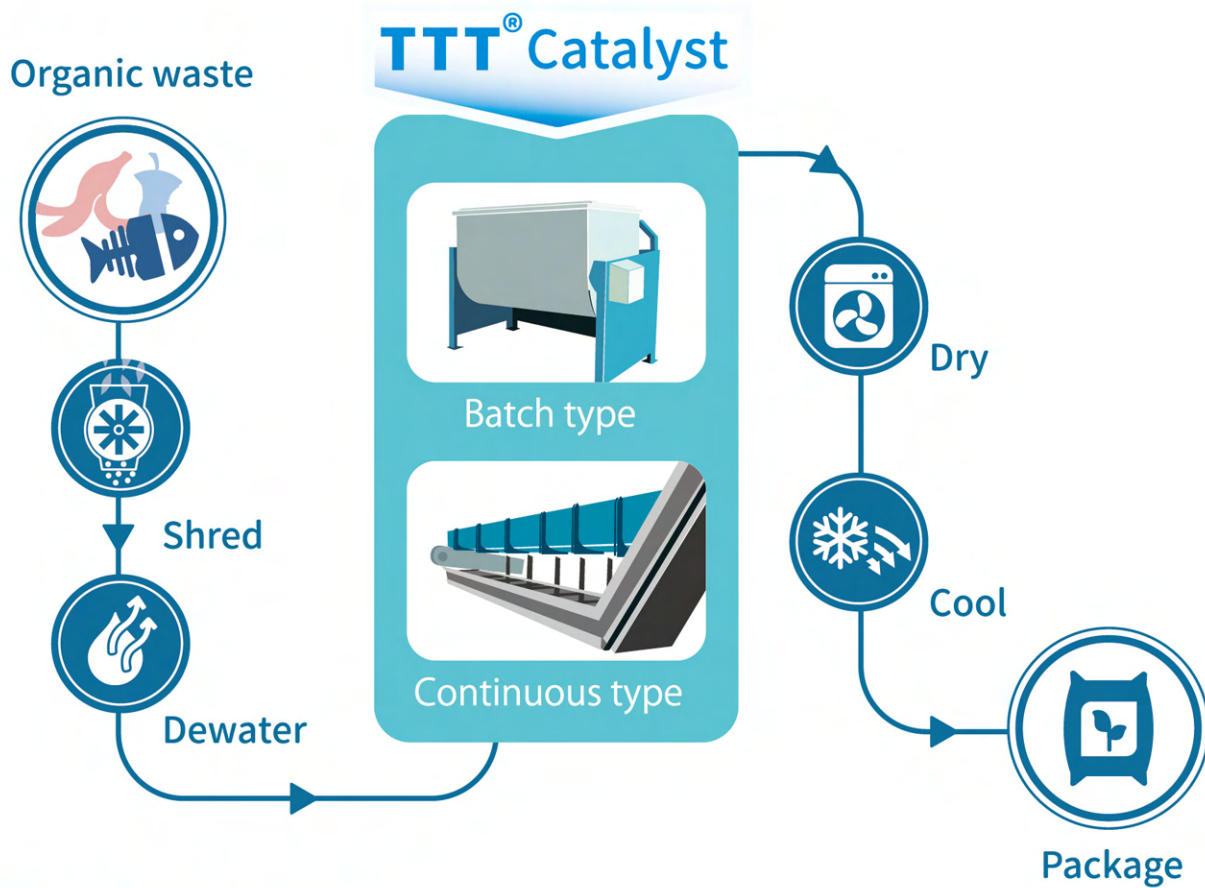 Organic waste
Shred
Dewater
TTT® Catalyst
Batch type
Continuous type
Dry
Cool
Package